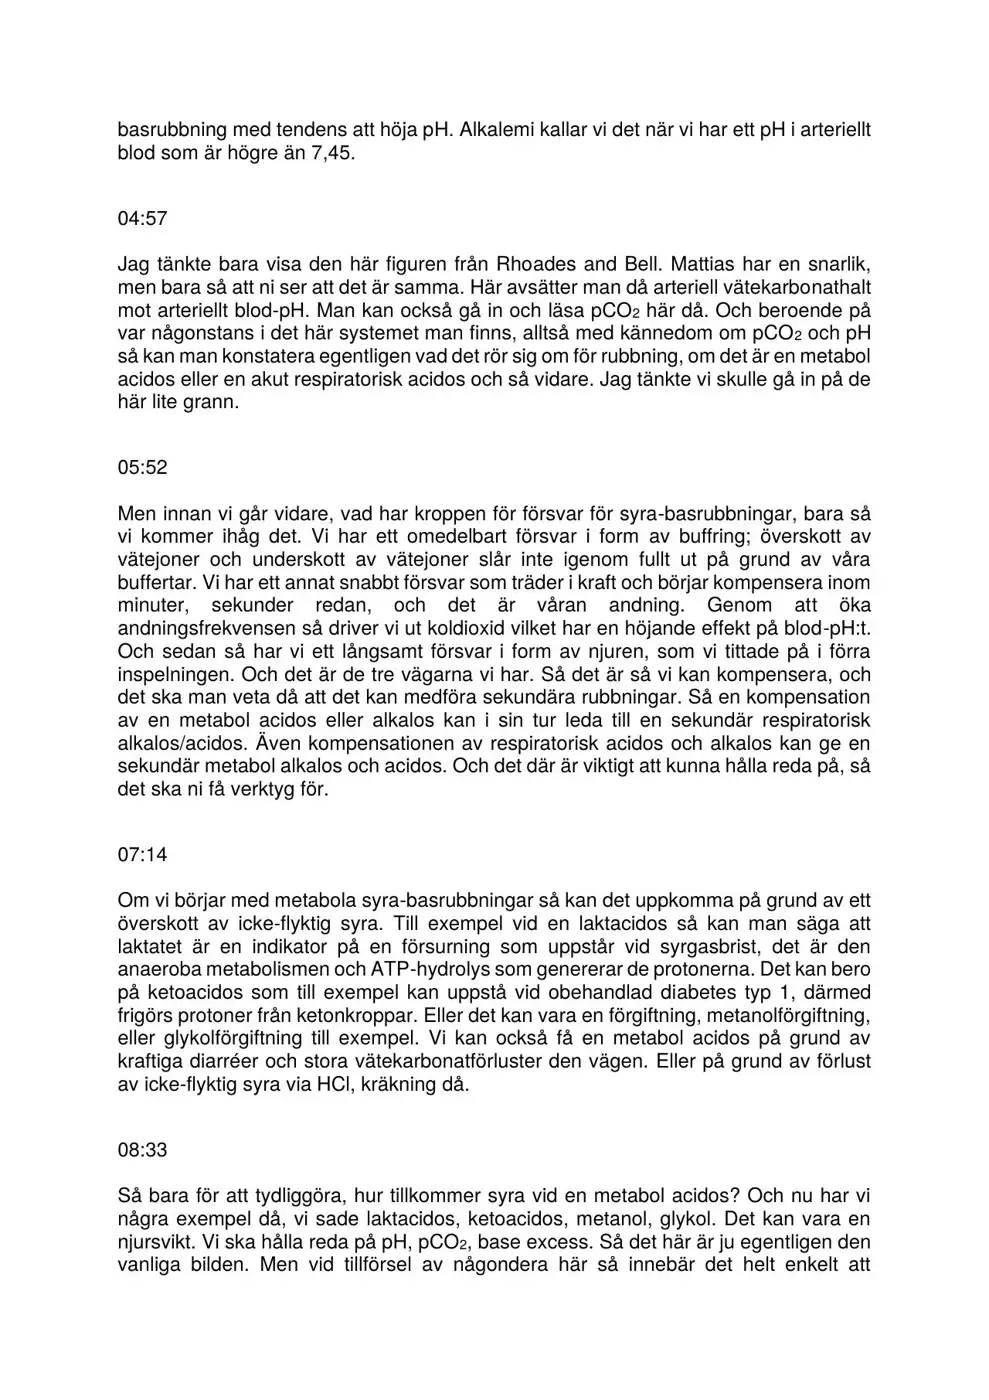 basrubbning med tendens att höja pH. Alkalemi kallar vi det när vi har ett pH i arteriellt
blod som är högre än 7,45.
04:57
Jag tänkte bara visa den här figuren från Rhoades and Bell. Mattias har en snarlik,
men bara så att ni ser att det är samma. Här avsätter man då arteriell vätekarbonathalt
mot arteriellt blod-pH. Man kan också gå in och läsa pCO₂ här då. Och beroende på
var någonstans i det här systemet man finns, alltså med kännedom om pCO₂ och pH
så kan man konstatera egentligen vad det rör sig om för rubbning, om det är en metabol
acidos eller en akut respiratorisk acidos och så vidare. Jag tänkte vi skulle gå in på de
här lite grann.
05:52
Men innan vi går vidare, vad har kroppen för försvar för syra-basrubbningar, bara så
vi kommer ihåg det. Vi har ett omedelbart försvar i form av buffring; överskott av
vätejoner och underskott av vätejoner slår inte igenom fullt ut på grund av våra
buffertar. Vi har ett annat snabbt försvar som träder i kraft och börjar kompensera inom
minuter, sekunder redan, och det är våran andning. Genom att öka
andningsfrekvensen så driver vi ut koldioxid vilket har en höjande effekt på blod-pH:t.
Och sedan så har vi ett långsamt försvar i form av njuren, som vi tittade på i förra
inspelningen. Och det är de tre vägarna vi har. Så det är så vi kan kompensera, och
det ska man veta då att det kan medföra sekundära rubbningar. Så en kompensation
av en metabol acidos eller alkalos kan i sin tur leda till en sekundär respiratorisk
alkalos/acidos. Även kompensationen av respiratorisk acidos och alkalos kan ge en
sekundär metabol alkalos och acidos. Och det där är viktigt att kunna hålla reda på, så
det ska ni få verktyg för.
07:14
Om vi börjar med metabola syra-basrubbningar så kan det uppkomma på grund av ett
överskott av icke-flyktig syra. Till exempel vid en laktacidos så kan man säga att
laktatet är en indikator på en försurning som uppstår vid syrgasbrist, det är den
anaeroba metabolismen och ATP-hydrolys som genererar de protonerna. Det kan bero
på ketoacidos som till exempel kan uppstå vid obehandlad diabetes typ 1, därmed
frigörs protoner från ketonkroppar. Eller det kan vara en förgiftning, metanolförgiftning,
eller glykolförgiftning till exempel. Vi kan också få en metabol acidos på grund av
kraftiga diarréer och stora vätekarbonatförluster den vägen. Eller på grund av förlust
av icke-flyktig syra via HCl, kräkning då.
08:33
Så bara för att tydliggöra, hur tillkommer syra vid en metabol acidos? Och nu har vi
några exempel då, vi sade laktacidos, ketoacidos, metanol, glykol. Det kan vara en
njursvikt. Vi ska hålla reda på pH, pCO₂, base excess. Så det här är ju egentligen den
vanliga bilden. Men vid tillförsel av någondera här så innebär det helt enkelt att